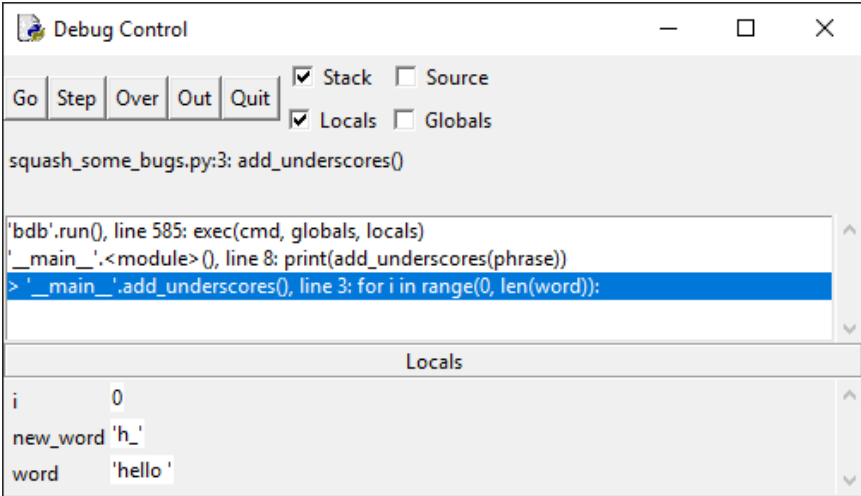 Debug Control
Go Step Over Out Quit
Stack Source
Locals Globals
squash_some_bugs.py:3: add_underscores()
'bdb'.run(), line 585: exec(cmd, globals, locals)
'__main__'.<module>(), line 8: print(add_underscores(phrase))
> '__main__'.add_underscores(), line 3: for i in range(0, len(word)):
Locals
i 0
new_word 'h_'
word 'hello '